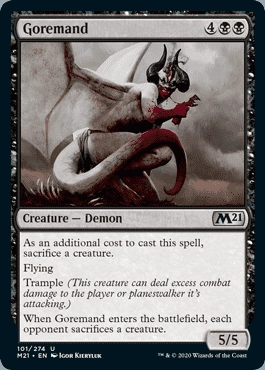 Goremand 4
Creature — Demon M21
As an additional cost to cast this spell,
sacrifice a creature.
Flying
Trample (This creature can deal excess combat
damage to the player or planeswalker it's
attacking.)
When Goremand enters the battlefield, each
opponent sacrifices a creature.
5/5
101/274 U
M21 • EN Igor Kieryluk ™ & © 2020 Wizards of the Coast